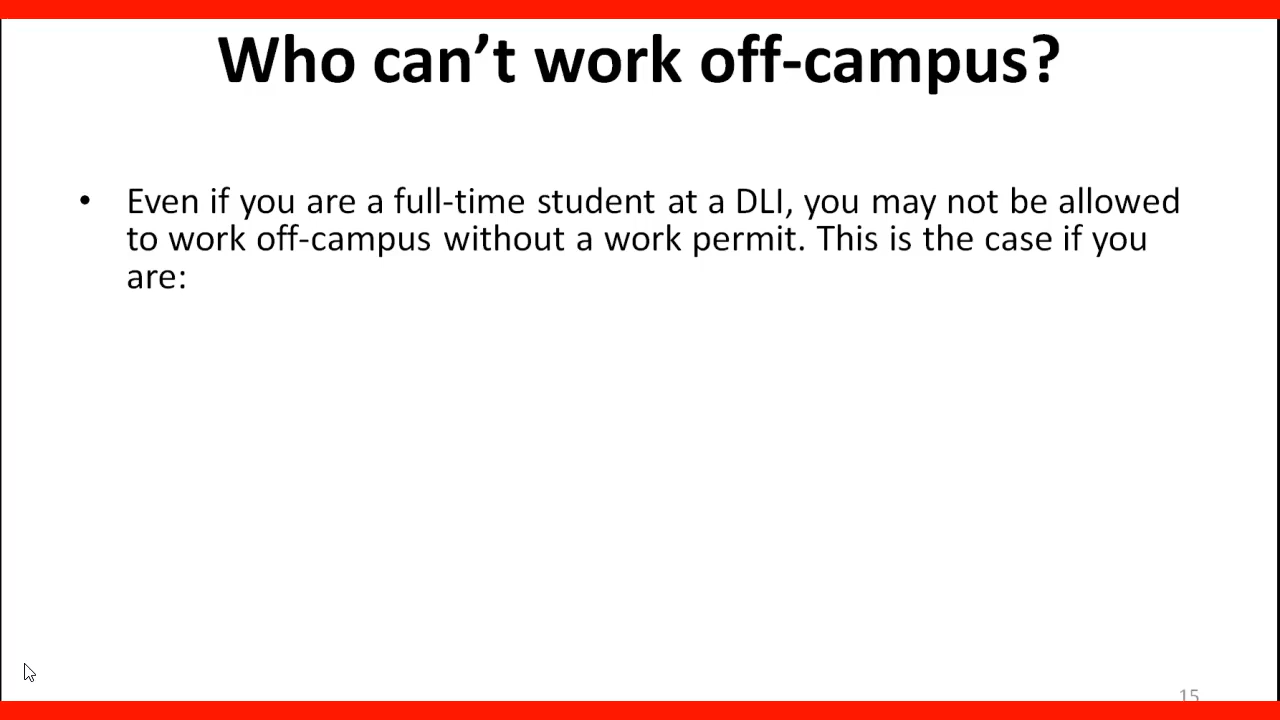 Who can’t work off-campus?
• Even if you are a full-time student at a DLI, you may not be allowed
to work off-campus without a work permit. This is the case if you
are:
15